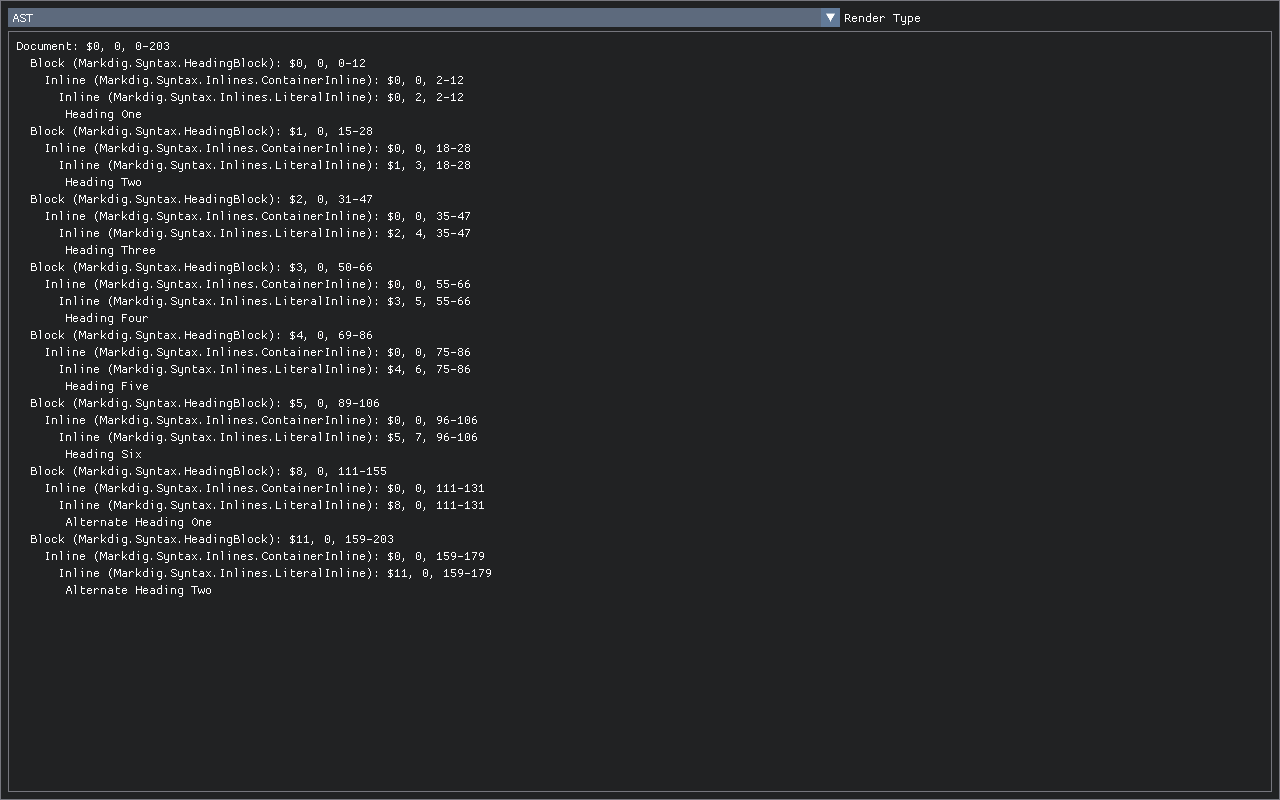 AST
Render Type
Document: $0, 0, 0-203
Block (Markdig.Syntax.HeadingBlock): $0, 0, 0-12
Inline (Markdig.Syntax.Inlines.ContainerInline): $0, 0, 2-12
Inline (Markdig.Syntax.Inlines.LiteralInline): $0, 2, 2-12
Heading One
Block (Markdig.Syntax.HeadingBlock): $1, 0, 15-28
Inline (Markdig.Syntax.Inlines.ContainerInline): $0, 0, 18-28
Inline (Markdig.Syntax.Inlines.LiteralInline): $1, 3, 18-28
Heading Two
Block (Markdig.Syntax.HeadingBlock): $2, 0, 31-47
Inline (Markdig.Syntax.Inlines.ContainerInline): $0, 0, 35-47
Inline (Markdig.Syntax.Inlines.LiteralInline): $2, 4, 35-47
Heading Three
Block (Markdig.Syntax.HeadingBlock): $3, 0, 50-66
Inline (Markdig.Syntax.Inlines.ContainerInline): $0, 0, 55-66
Inline (Markdig.Syntax.Inlines.LiteralInline): $3, 5, 55-66
Heading Four
Block (Markdig.Syntax.HeadingBlock): $4, 0, 69-86
Inline (Markdig.Syntax.Inlines.ContainerInline): $0, 0, 75-86
Inline (Markdig.Syntax.Inlines.LiteralInline): $4, 6, 75-86
Heading Five
Block (Markdig.Syntax.HeadingBlock): $5, 0, 89-106
Inline (Markdig.Syntax.Inlines.ContainerInline): $0, 0, 96-106
Inline (Markdig.Syntax.Inlines.LiteralInline): $5, 7, 96-106
Heading Six
Block (Markdig.Syntax.HeadingBlock): $8, 0, 111-155
Inline (Markdig.Syntax.Inlines.ContainerInline): $0, 0, 111-131
Inline (Markdig.Syntax.Inlines.LiteralInline): $8, 0, 111-131
Alternate Heading One
Block (Markdig.Syntax.HeadingBlock): $11, 0, 159-203
Inline (Markdig.Syntax.Inlines.ContainerInline): $0, 0, 159-179
Inline (Markdig.Syntax.Inlines.LiteralInline): $11, 0, 159-179
Alternate Heading Two